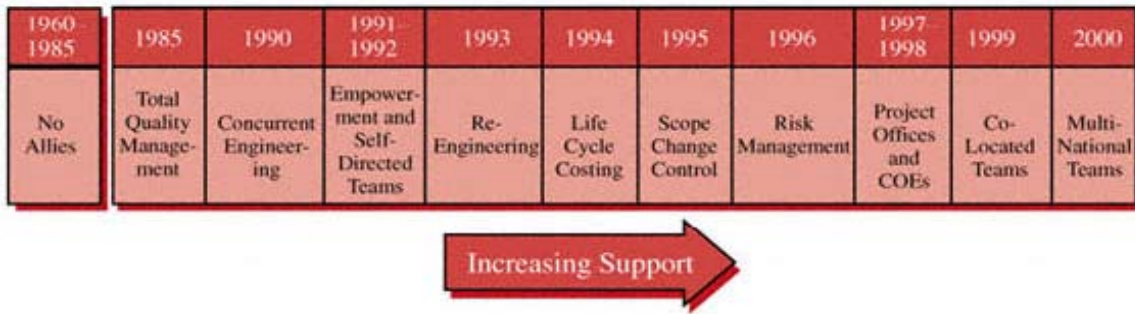 1960–
1985
1985
1990
1991–
1992
1993
1994
1995
1996
1997–
1998
1999
2000
No
Allies
Total
Quality
Manage-
ment
Concurrent
Engineer-
ing
Empower-
ment and
Self-
Directed
Teams
Re-
Engineering
Life
Cycle
Costing
Scope
Change
Control
Risk
Management
Project
Offices
and
COEs
Co-
Located
Teams
Multi-
National
Teams
Increasing Support